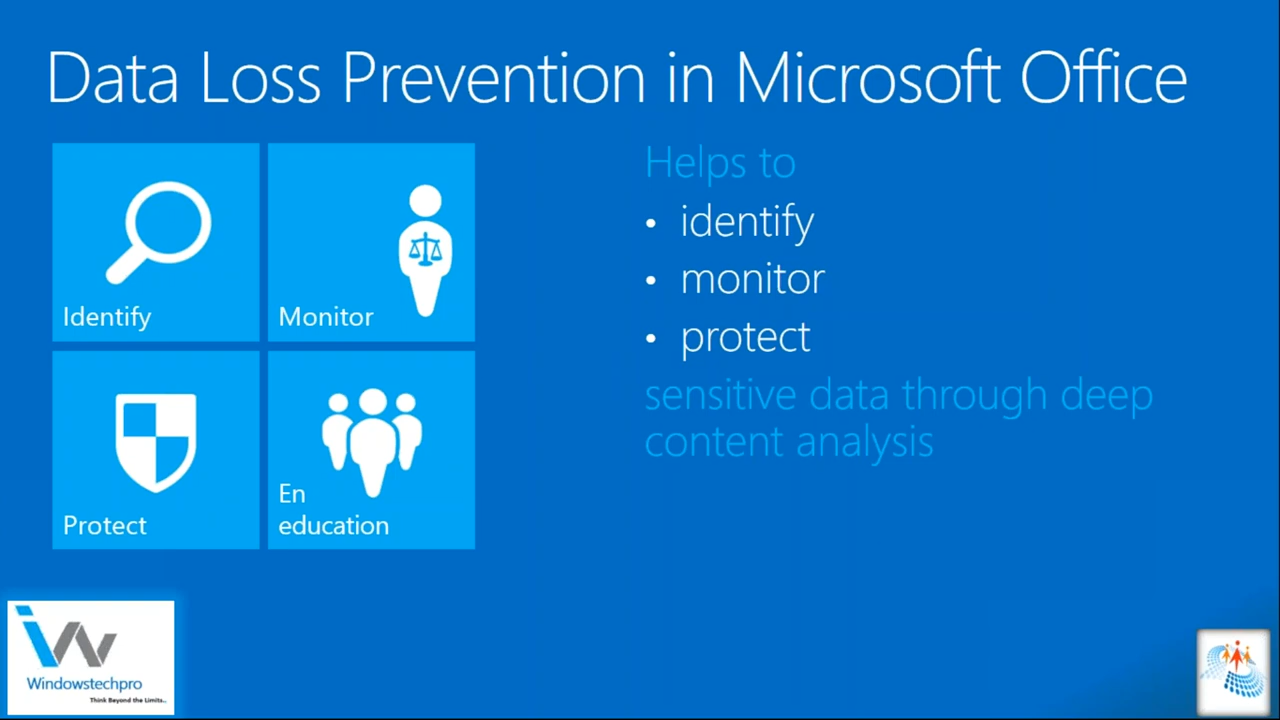 Data Loss Prevention in Microsoft Office
Identify
Monitor
Protect
En
education
Helps to
• identify
• monitor
• protect
sensitive data through deep
content analysis
Windowstechpro
Think Beyond the Limits..